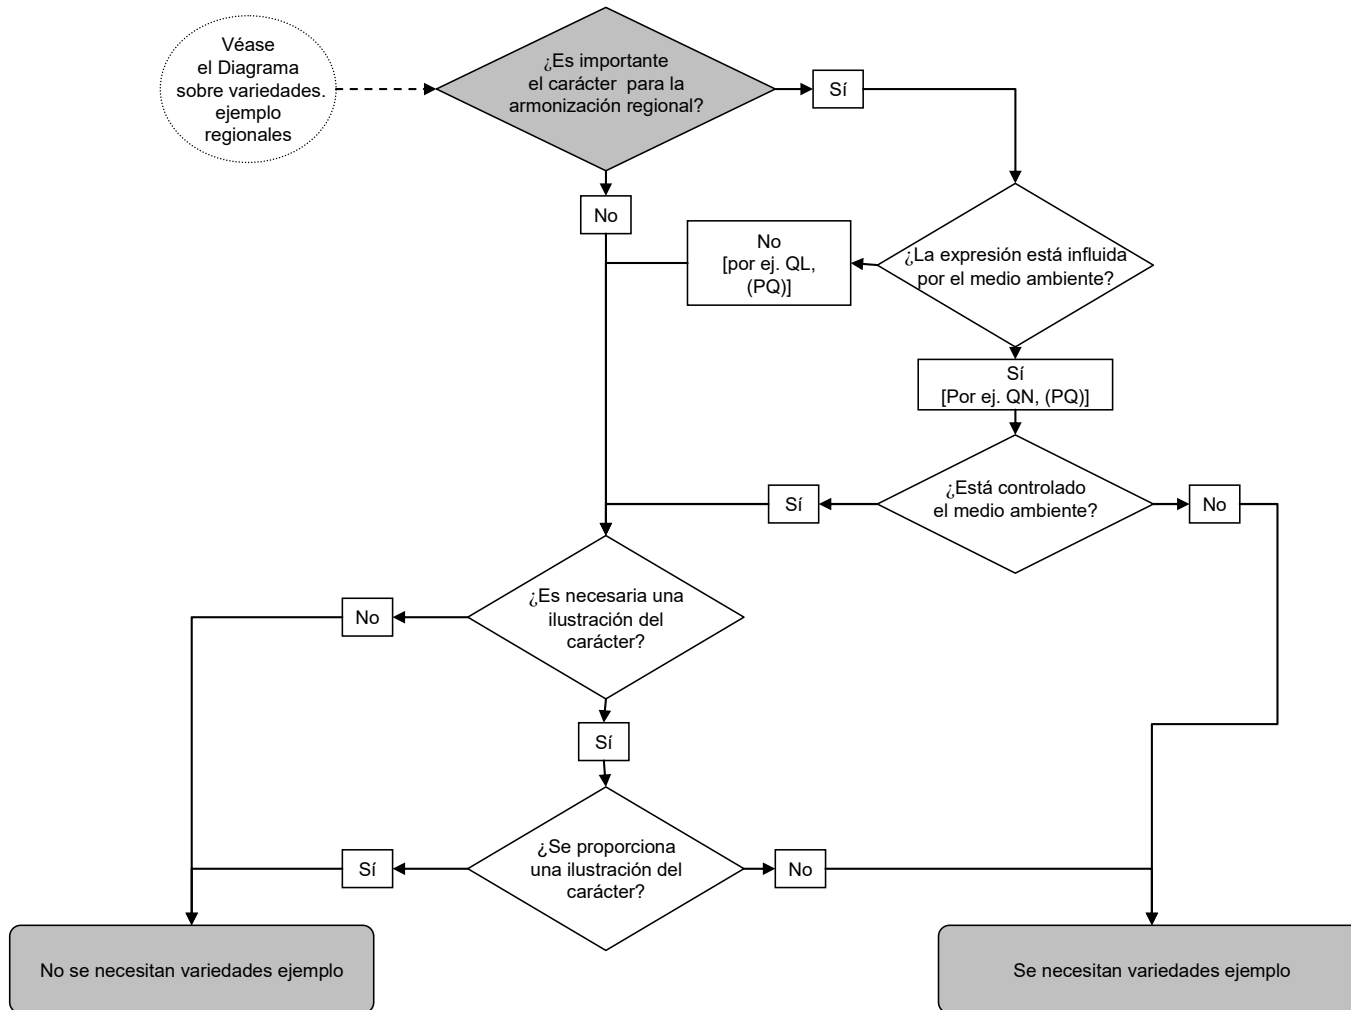 Véase
el Diagrama
sobre variedades.
ejemplo
regionales
¿Es importante
el carácter para la
armonización regional?
Sí
No
No
[por ej. QL,
(PQ)]
¿La expresión está influida
por el medio ambiente?
Sí
[Por ej. QN, (PQ)]
¿Está controlado
el medio ambiente?
Sí
No
¿Es necesaria una
ilustración del
carácter?
No
Sí
¿Se proporciona
una ilustración del
carácter?
Sí
No
No se necesitan variedades ejemplo
Se necesitan variedades ejemplo